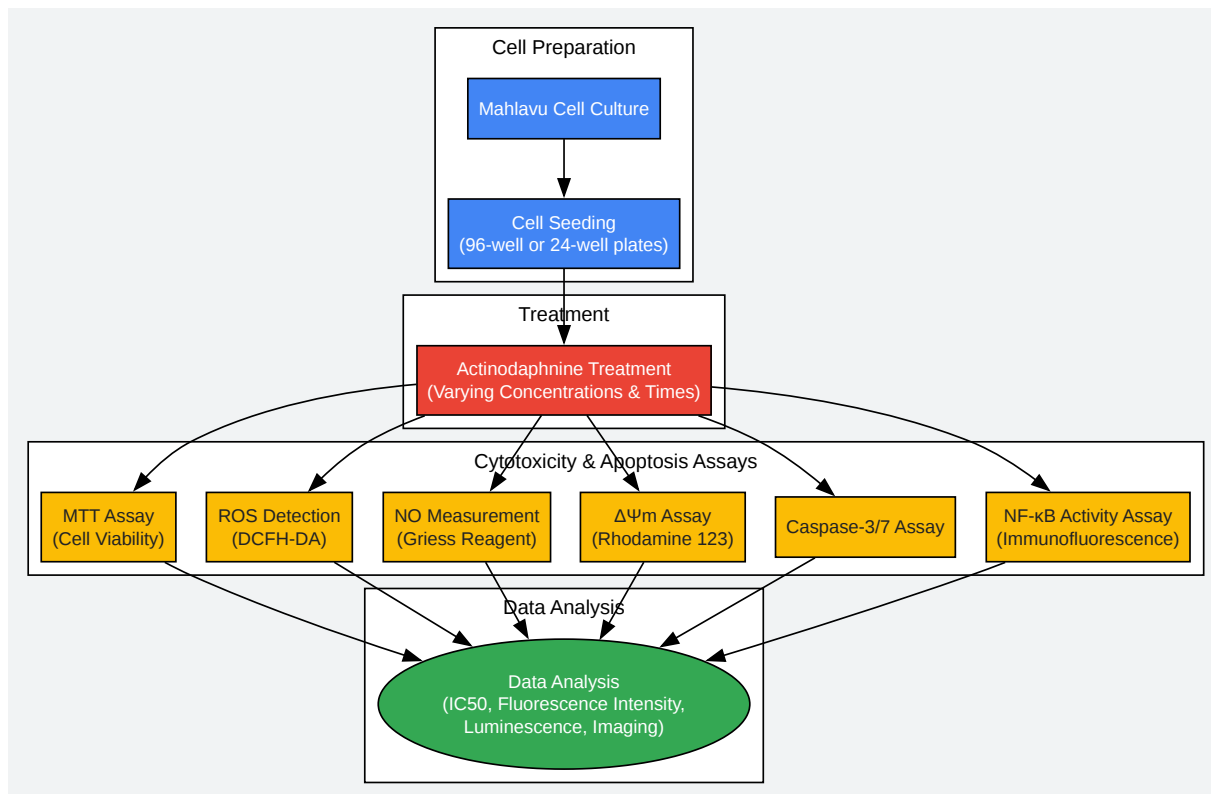 Cell Preparation
Mahlavu Cell Culture
Cell Seeding
(96-well or 24-well plates)
Treatment
Actinodaphnine Treatment
(Varying Concentrations & Times)
Cytotoxicity & Apoptosis Assays
MTT Assay
(Cell Viability)
ROS Detection
(DCFH-DA)
NO Measurement
(Griess Reagent)
ΔΨm Assay
(Rhodamine 123)
Caspase-3/7 Assay
NF-κB Activity Assay
(Immunofluorescence)
Data Analysis
Data Analysis
(IC50, Fluorescence Intensity,
Luminescence, Imaging)